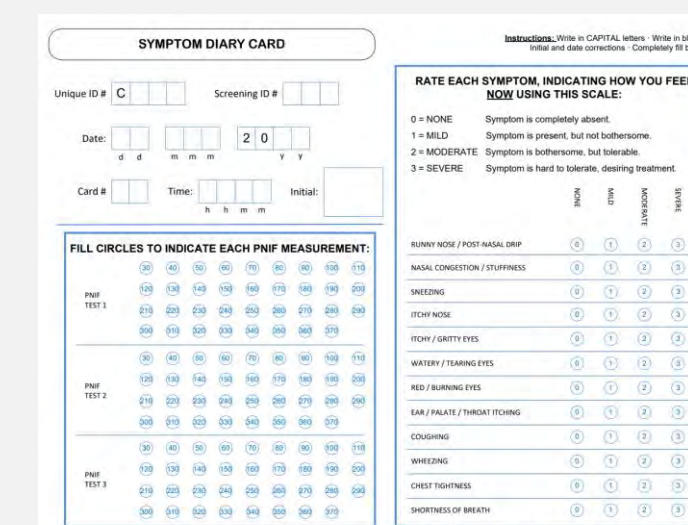 SYMPTOM DIARY CARD
Instructions: Write in CAPITAL letters · Write in
Initial and date corrections · Completely fill
Unique ID # C
Screening ID #
Date: 2 0
d d m m m y y
Card # Time: Initial:
h h m m
FILL CIRCLES TO INDICATE EACH PNIF MEASUREMENT:
30 40 50 60 70 80 90 100 110
PNIF
TEST 1
120 130 140 150 160 170 180 190 200
210 220 230 240 250 260 270 280 290
300 310 320 330 340 350 360 370
30 40 50 60 70 80 90 100 110
PNIF
TEST 2
120 130 140 150 160 170 180 190 200
210 220 230 240 250 260 270 280 290
300 310 320 330 340 350 360 370
30 40 50 60 70 80 90 100 110
PNIF
TEST 3
120 130 140 150 160 170 180 190 200
210 220 230 240 250 260 270 280 290
300 310 320 330 340 350 360 370
RATE EACH SYMPTOM, INDICATING HOW YOU FEEL
NOW USING THIS SCALE:
0 = NONE Symptom is completely absent.
1 = MILD Symptom is present, but not bothersome.
2 = MODERATE Symptom is bothersome, but tolerable.
3 = SEVERE Symptom is hard to tolerate, desiring treatment.
NONE MILD MODERATE SEVERE
RUNNY NOSE / POST-NASAL DRIP 0 1 2 3
NASAL CONGESTION / STUFFINESS 0 1 2 3
SNEEZING 0 1 2 3
ITCHY NOSE 0 1 2 3
ITCHY / GRITTY EYES 0 1 2 3
WATERY / TEARING EYES 0 1 2 3
RED / BURNING EYES 0 1 2 3
EAR / PALATE / THROAT ITCHING 0 1 2 3
COUGHING 0 1 2 3
WHEEZING 0 1 2 3
CHEST TIGHTNESS 0 1 2 3
SHORTNESS OF BREATH 0 1 2 3